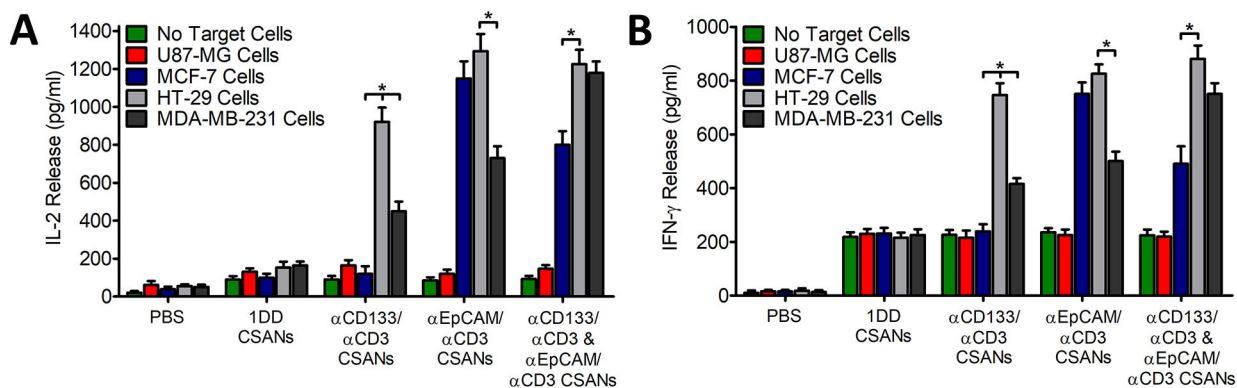 A
IL-2 Release (pg/ml)
1400
1200
1000
800
600
400
200
0
No Target Cells
U87-MG Cells
MCF-7 Cells
HT-29 Cells
MDA-MB-231 Cells
*
*
*
PBS
1DD
CSANs
αCD133/
αCD3
CSANs
αEpCAM/
αCD3
CSANs
αCD133/
αCD3 &
αEpCAM/
αCD3 CSANs
B
IFN-γ Release (pg/ml)
1000
800
600
400
200
0
No Target Cells
U87-MG Cells
MCF-7 Cells
HT-29 Cells
MDA-MB-231 Cells
*
*
*
PBS
1DD
CSANs
αCD133/
αCD3
CSANs
αEpCAM/
αCD3
CSANs
αCD133/
αCD3 &
αEpCAM/
αCD3 CSANs